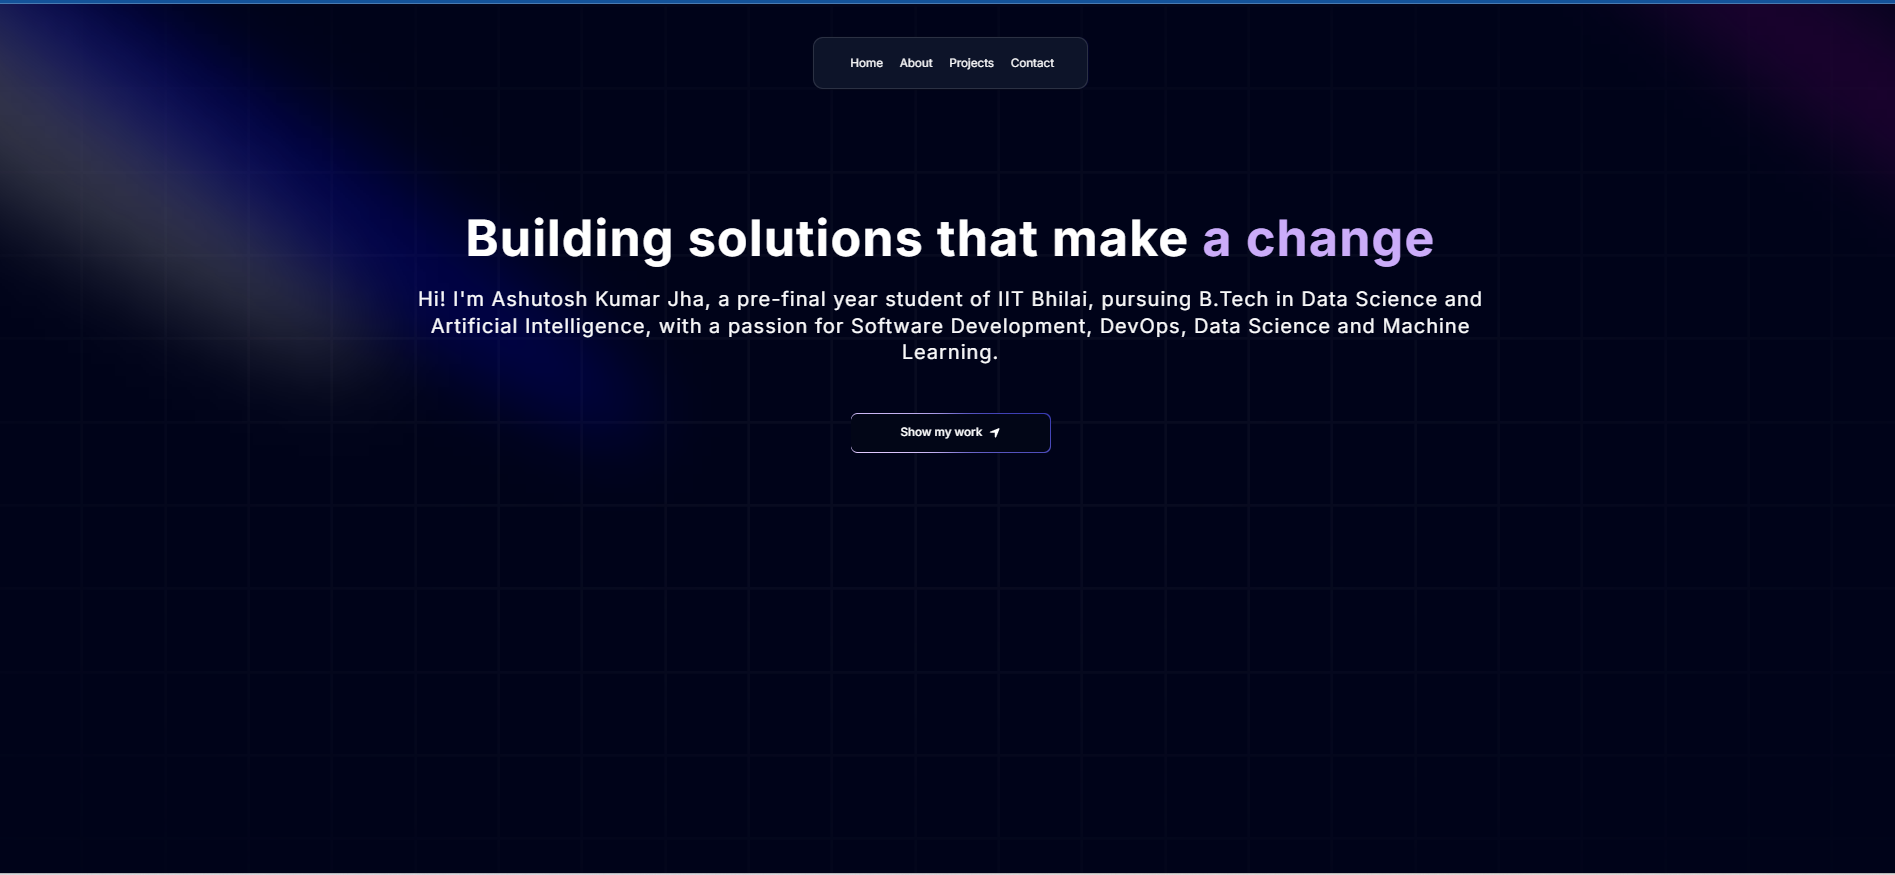 Home About Projects Contact
Building solutions that make a change
Hi! I'm Ashutosh Kumar Jha, a pre-final year student of IIT Bhilai, pursuing B.Tech in Data Science and
Artificial Intelligence, with a passion for Software Development, DevOps, Data Science and Machine
Learning.
Show my work